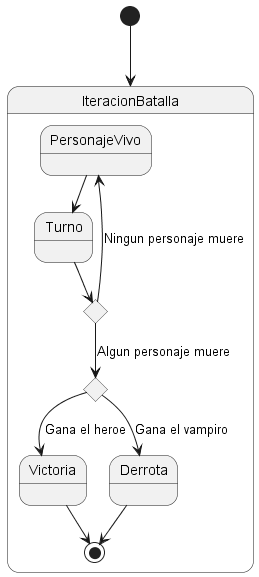 IteracionBatalla
PersonajeVivo
Turno
Ningun personaje muere
Algun personaje muere
Gana el heroe
Gana el vampiro
Victoria
Derrota